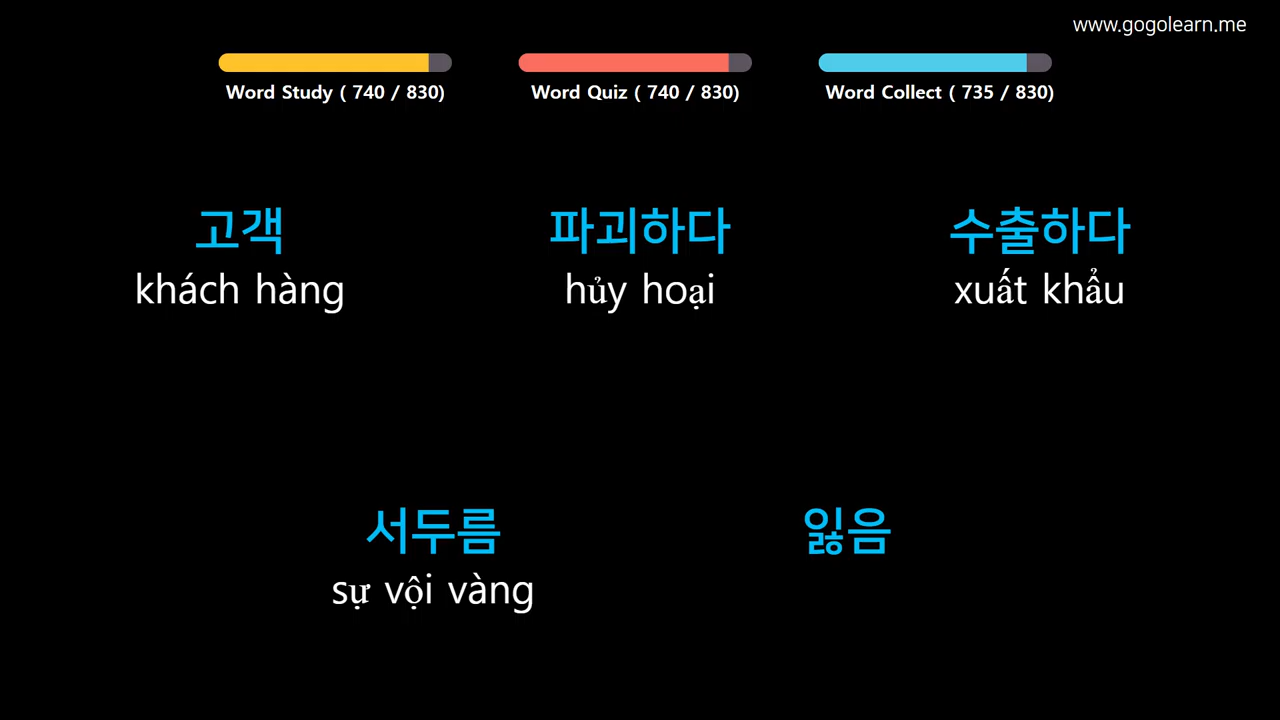 www.gogolearn.me
Word Study ( 740 / 830)
Word Quiz ( 740 / 830)
Word Collect ( 735 / 830)
고객
khách hàng
파괴하다
hủy hoại
수출하다
xuất khẩu
서두름
sự vội vàng
잃음